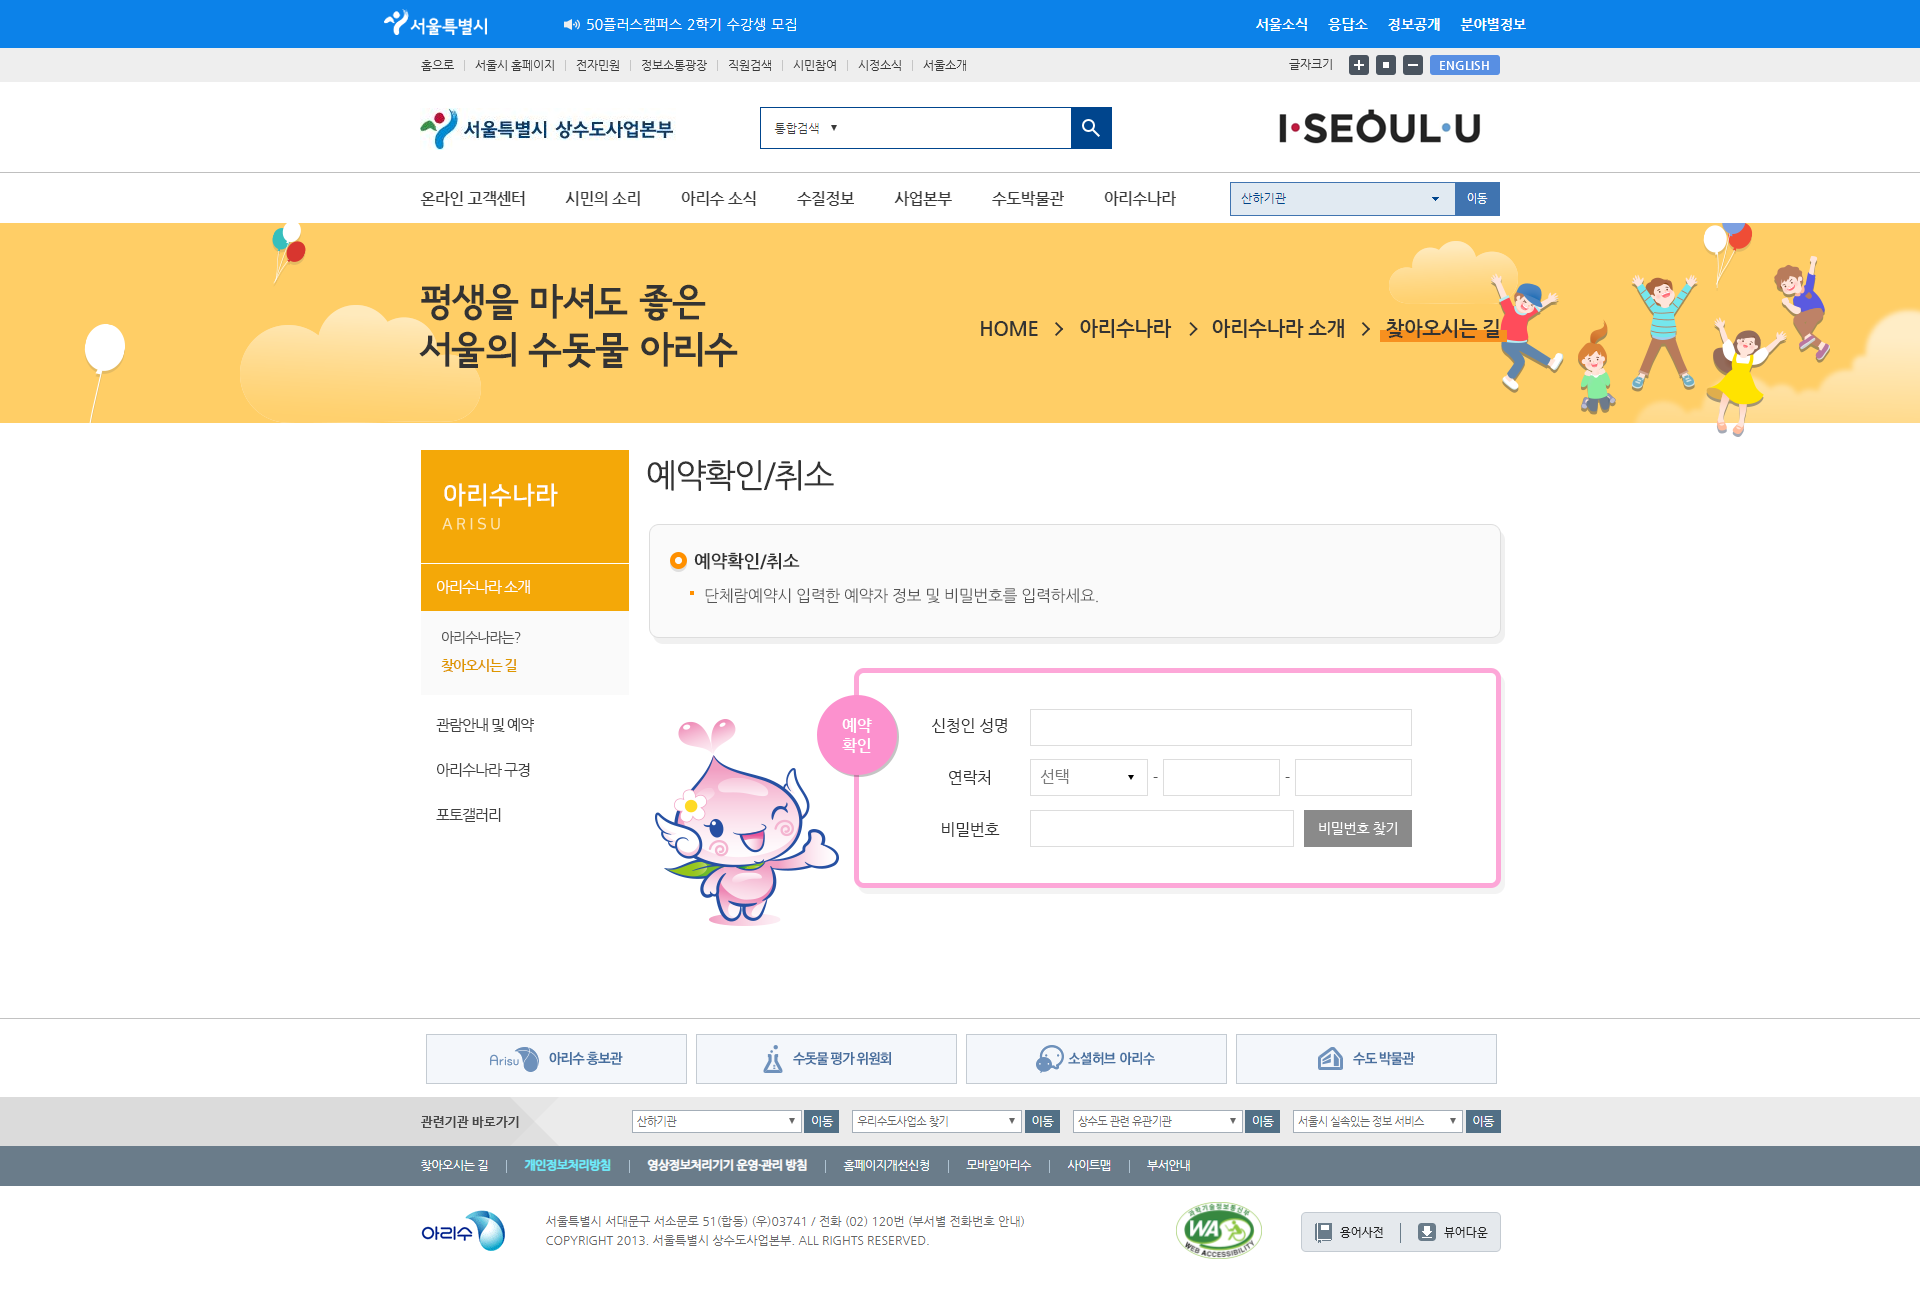 서울특별시
50플러스캠퍼스 2학기 수강생 모집
서울소식 응답소 정보공개 분야별정보
홈으로 서울시 홈페이지 전자민원 정보소통광장 직원검색 시민참여 시정소식 서울소개
글자크기 ENGLISH
서울특별시 상수도사업본부
통합검색
I·SEOUL·U
온라인 고객센터 시민의 소리 아리수 소식 수질정보 사업본부 수도박물관 아리수나라
산하기관 이동
평생을 마셔도 좋은
서울의 수돗물 아리수
HOME > 아리수나라 > 아리수나라 소개 > 찾아오시는 길
아리수나라
ARISU
아리수나라 소개
아리수나라는?
찾아오시는 길
관람안내 및 예약
아리수나라 구경
포토갤러리
예약확인/취소
예약확인/취소
단체람예약시 입력한 예약자 정보 및 비밀번호를 입력하세요.
예약
확인
신청인 성명
연락처 선택 - -
비밀번호 비밀번호 찾기
Arisu 아리수 홍보관
수돗물 평가 위원회
소셜허브 아리수
수도 박물관
관련기관 바로가기
산하기관 이동
우리수도사업소 찾기 이동
상수도 관련 유관기관 이동
서울시 실속있는 정보 서비스 이동
찾아오시는 길 개인정보처리방침 영상정보처리기기 운영·관리 방침 홈페이지개선신청 모바일아리수 사이트맵 부서안내
아리수
서울특별시 서대문구 서소문로 51(합동) (우)03741 / 전화 (02) 120번 (부서별 전화번호 안내)
COPYRIGHT 2013. 서울특별시 상수도사업본부. ALL RIGHTS RESERVED.
과학기술정보통신부
WA
WEB ACCESSIBILITY
용어사전 뷰어다운